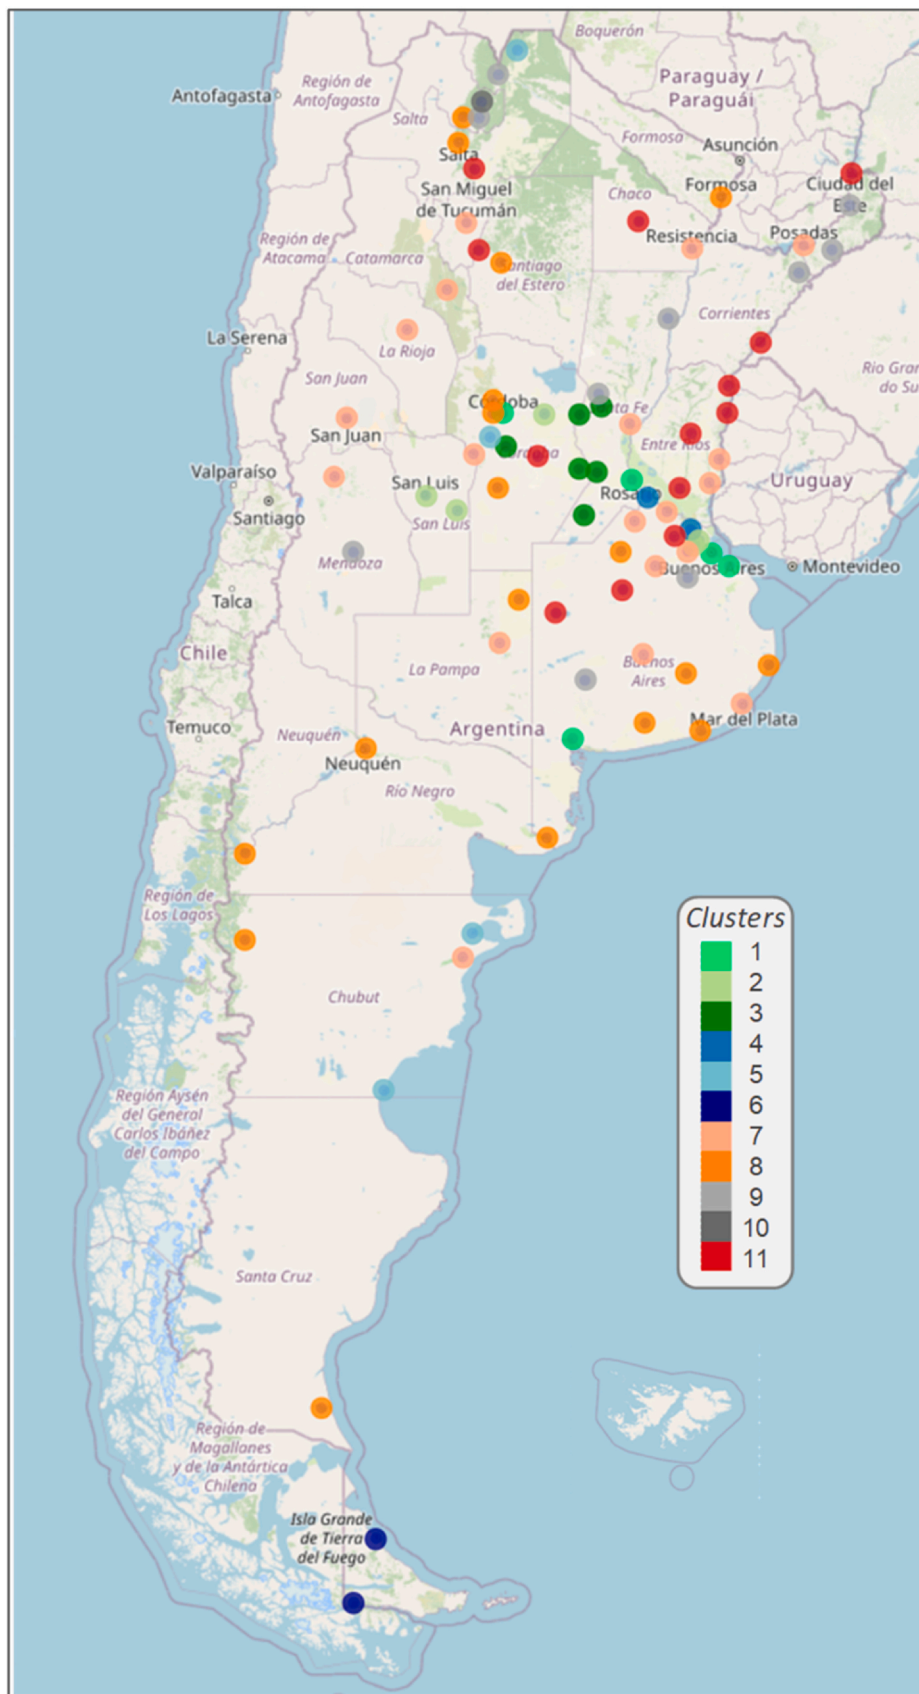 Boquerón
Paraguay /
Paraguái
Región de
Antofagasta
Antofagasta
Salta
Formosa
Asunción
Salta
San Miguel
de Tucumán
Chaco
Formosa
Ciudad del
Este
Resistencia
Posadas
Región de
Atacama
Catamarca
Santiago
del Estero
Corrientes
La Serena
La Rioja
San Juan
Rio Gran
do Su
Córdoba
Santa Fe
San Juan
Córdoba
Entre Ríos
Valparaíso
San Luis
Rosario
Uruguay
Santiago
San Luis
Mendoza
Buenos Aires
Montevideo
Talca
Chile
La Pampa
Buenos
Aires
Temuco
Neuquén
Argentina
Mar del Plata
Neuquén
Río Negro
Región de
Los Lagos
Chubut
Región Aysén
del General
Carlos Ibáñez
del Campo
Santa Cruz
Región de
Magallanes
y de la Antártica
Chilena
Isla Grande
de Tierra
del Fuego
Clusters
1
2
3
4
5
6
7
8
9
10
11